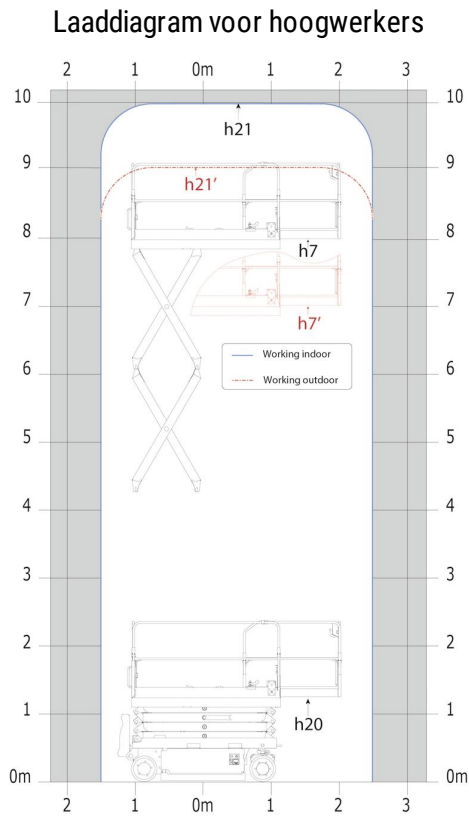 Laaddiagram voor hoogwerkers
2 1 0m 1 2 3
10 10
h21
9 9
h21'
8 8
h7
7 7
h7'
Working indoor
6 6
Working outdoor
5 5
4 4
3 3
2 2
1 1
h20
0m 0m
2 1 0m 1 2 3